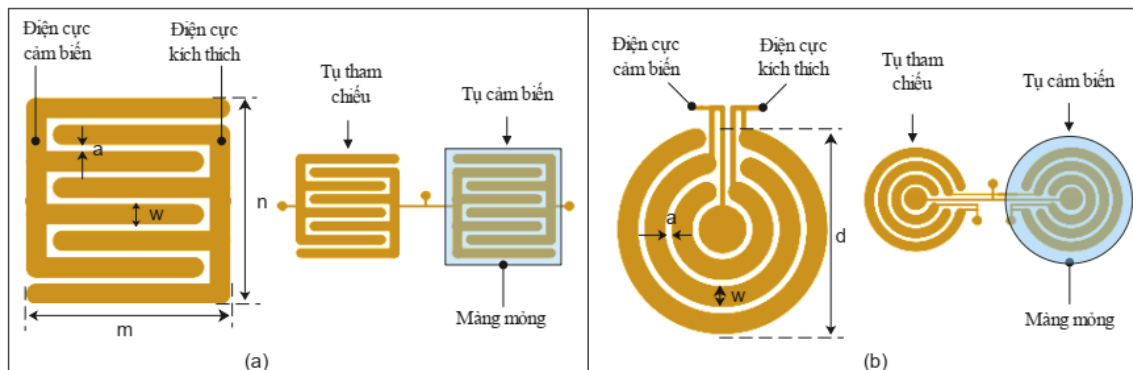 Điện cực
cảm biến
Điện cực
kích thích
Tụ tham
chiếu
Tụ cảm biến
a
w
n
m
Màng mỏng
(a)
Điện cực
cảm biến
Điện cực
kích thích
Tụ tham
chiếu
Tụ cảm biến
a
d
w
Màng mỏng
(b)